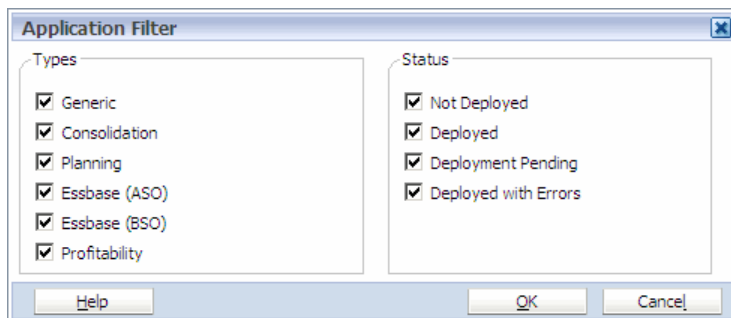 Application Filter
Types
Generic
Consolidation
Planning
Essbase (ASO)
Essbase (BSO)
Profitability
Status
Not Deployed
Deployed
Deployment Pending
Deployed with Errors
Help
OK
Cancel